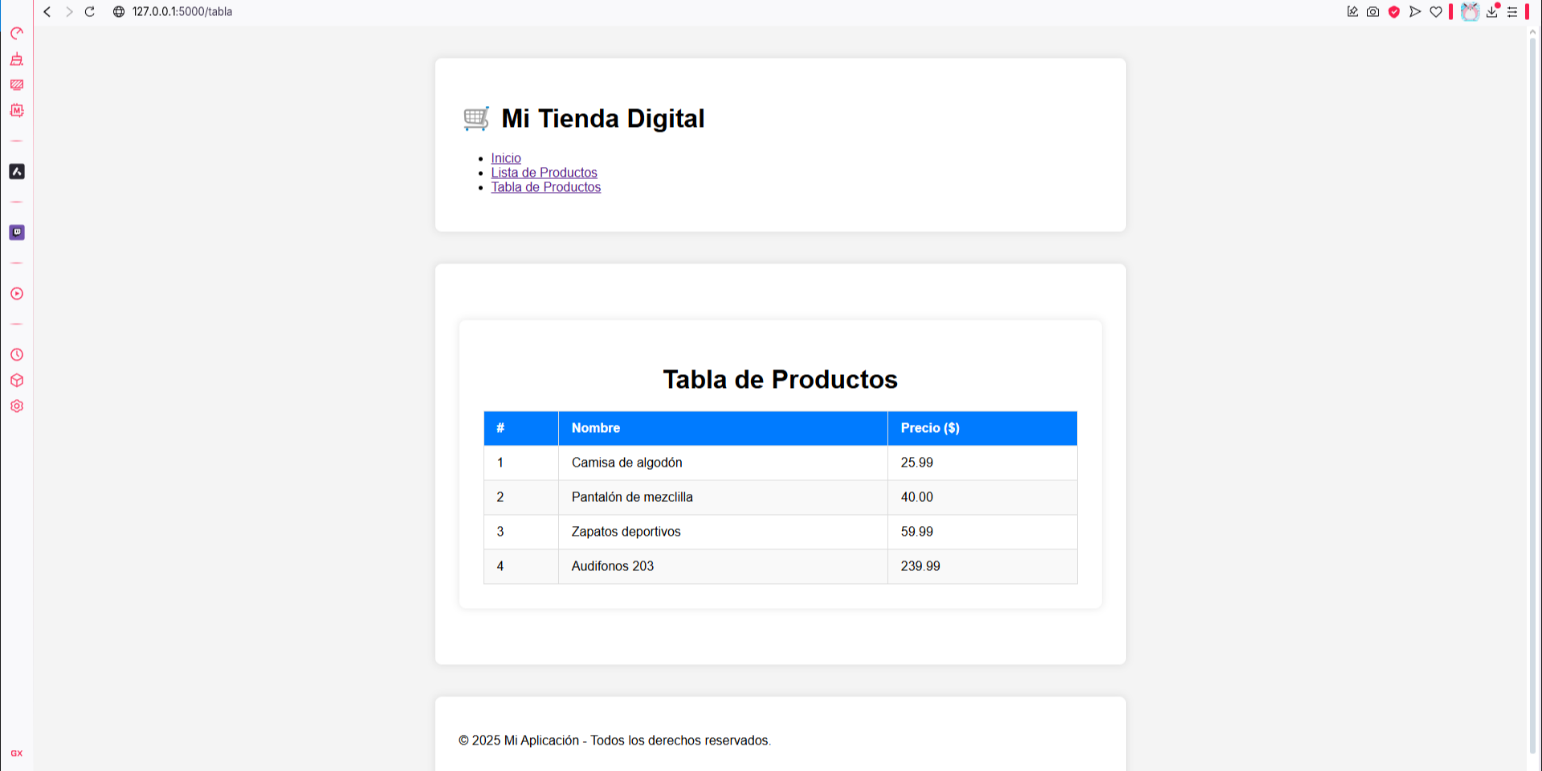 127.0.0.1:5000/tabla
🛒 Mi Tienda Digital
• Inicio
• Lista de Productos
• Tabla de Productos
Tabla de Productos
# Nombre Precio ($)
1 Camisa de algodón 25.99
2 Pantalón de mezclilla 40.00
3 Zapatos deportivos 59.99
4 Audifonos 203 239.99
© 2025 Mi Aplicación - Todos los derechos reservados.
GX